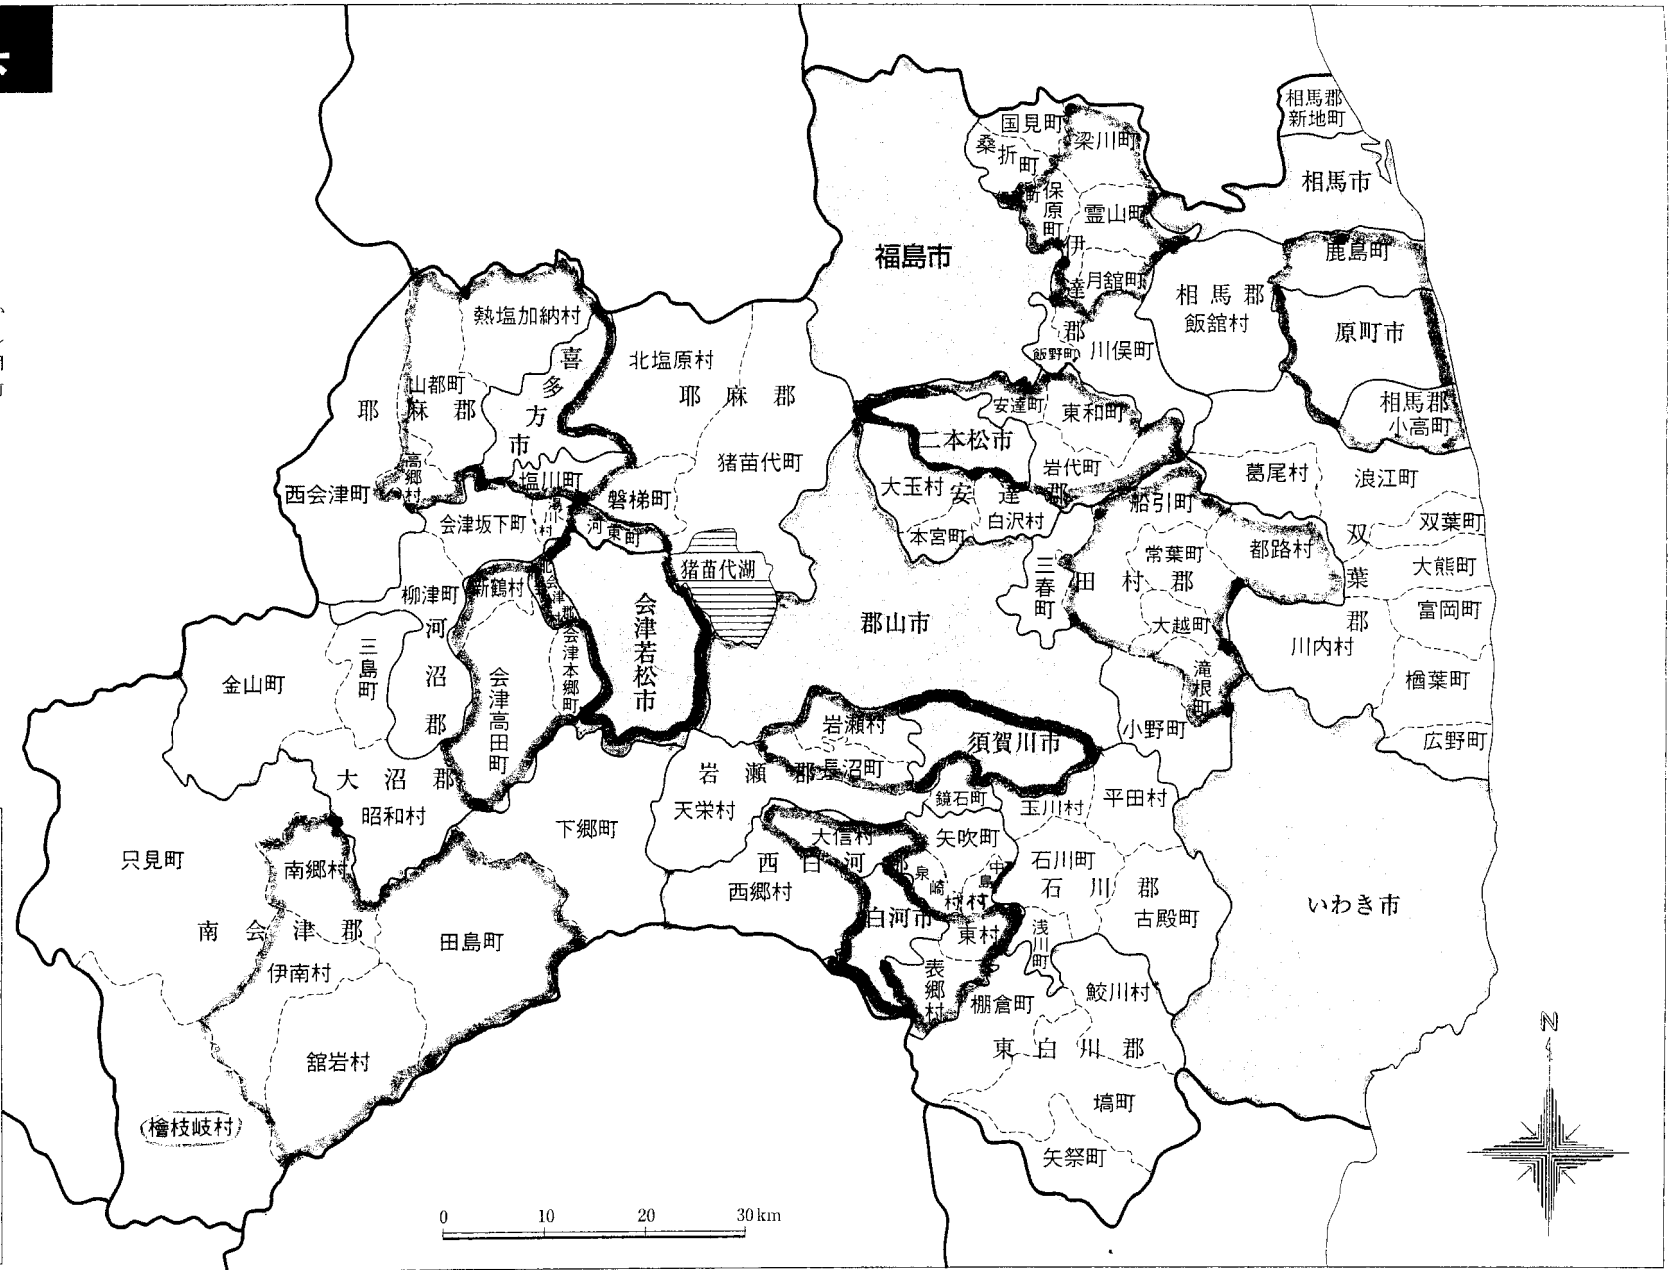 相馬郡
新地町
国見町
梁川町
桑折町
相馬市
保原町
霊山町
伊達郡
福島市
鹿島町
月舘町
相馬郡
飯舘村
熱塩加納村
原町市
喜多方市
北塩原村
飯野町
川俣町
山都町
耶麻郡
耶麻郡
安達町
東和町
相馬郡
小高町
二本松市
猪苗代町
高郷村
岩代町
葛尾村
浪江町
西会津町
塩川町
磐梯町
大玉村
安達郡
船引町
会津坂下町
湯川村
河東町
白沢村
双葉町
本宮町
常葉町
都路村
双葉郡
大熊町
猪苗代湖
三春町
田村郡
柳津町
新鶴村
北会津村
富岡町
会津若松市
郡山市
大越町
河沼郡
会津本郷町
川内村
三島町
滝根町
金山町
会津高田町
楢葉町
岩瀬村
小野町
須賀川市
広野町
大沼郡
岩瀬郡
長沼町
鏡石町
玉川村
平田村
昭和村
天栄村
下郷町
大信村
矢吹町
只見町
南郷村
西白河郡
泉崎村
中島村
石川町
西郷村
石川郡
白河市
古殿町
いわき市
南会津郡
田島町
東村
浅川町
伊南村
表郷村
棚倉町
鮫川村
舘岩村
東白川郡
N
檜枝岐村
塙町
矢祭町
0 10 20 30km